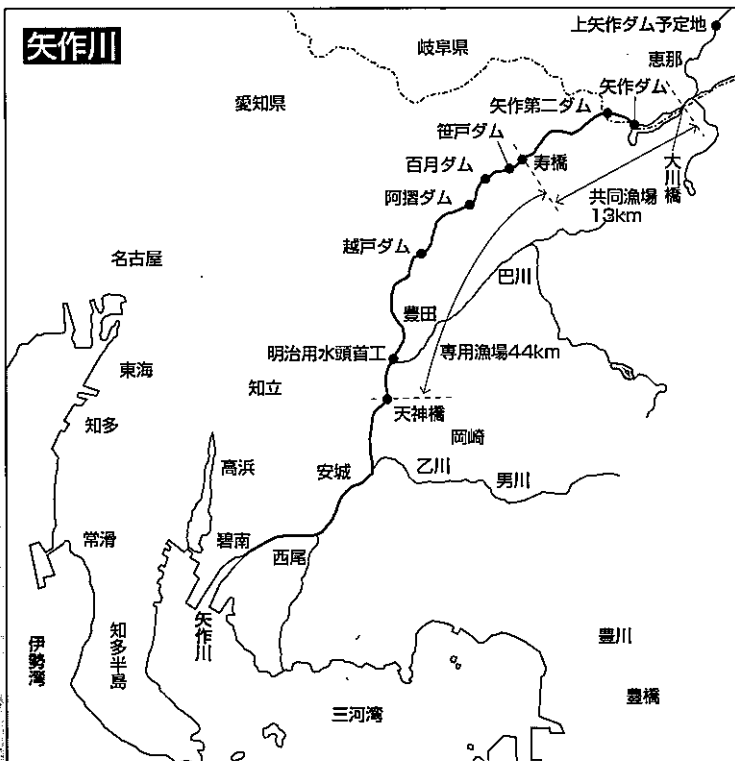 矢作川
上矢作ダム予定地
岐阜県
恵那
矢作ダム
愛知県
矢作第二ダム
笹戸ダム
寿橋
百月ダム
大川橋
共同漁場
13km
阿摺ダム
越戸ダム
名古屋
巴川
豊田
明治用水頭首工
専用漁場44km
東海
知立
天神橋
知多
岡崎
高浜
安城
乙川
男川
常滑
碧南
西尾
矢作川
伊勢湾
知多半島
豊川
豊橋
三河湾